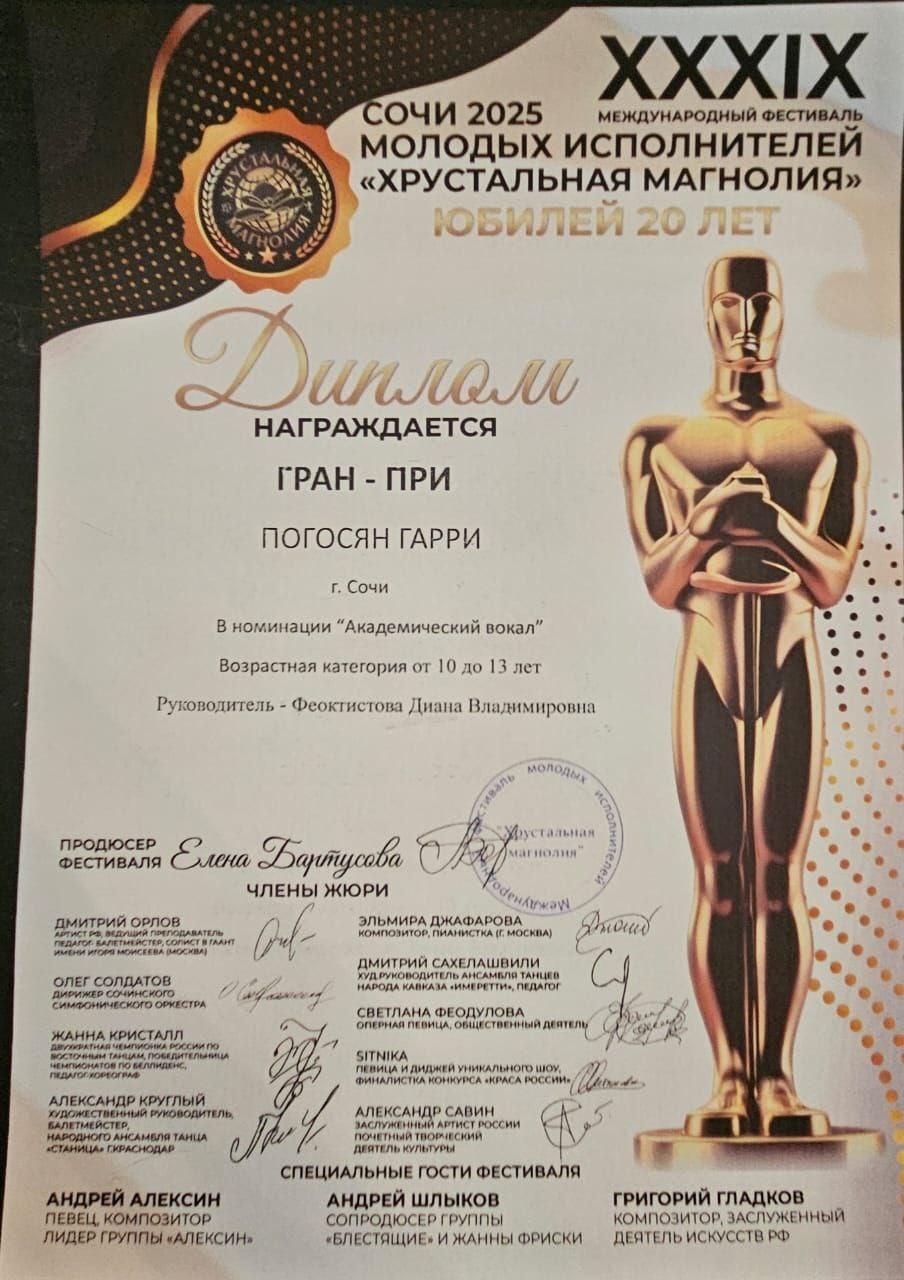 XXXIX
СОЧИ 2025 МЕЖДУНАРОДНЫЙ ФЕСТИВАЛЬ
МОЛОДЫХ ИСПОЛНИТЕЛЕЙ
«ХРУСТАЛЬНАЯ МАГНОЛИЯ»
ЮБИЛЕЙ 20 ЛЕТ
ХРУСТАЛЬНАЯ
МАГНОЛИЯ
Диплом
НАГРАЖДАЕТСЯ
ГРАН - ПРИ
ПОГОСЯН ГАРРИ
г. Сочи
В номинации “Академический вокал”
Возрастная категория от 10 до 13 лет
Руководитель - Феоктистова Диана Владимировна
Международный фестиваль молодых исполнителей
"Хрустальная
магнолия"
ПРОДЮСЕР
ФЕСТИВАЛЯ Елена Бартусова
ЧЛЕНЫ ЖЮРИ
ДМИТРИЙ ОРЛОВ
АРТИСТ РФ, ВЕДУЩИЙ ПРЕПОДАВАТЕЛЬ
ПЕДАГОГ- БАЛЕТМЕЙСТЕР, СОЛИСТ В ГААНТ
ИМЕНИ ИГОРЯ МОИСЕЕВА (МОСКВА)
ОЛЕГ СОЛДАТОВ
ДИРИЖЕР СОЧИНСКОГО
СИМФОНИЧЕСКОГО ОРКЕСТРА
ЖАННА КРИСТАЛЛ
ДВУХКРАТНАЯ ЧЕМПИОНКА РОССИИ ПО
ВОСТОЧНЫМ ТАНЦАМ, ПОБЕДИТЕЛЬНИЦА
ЧЕМПИОНАТОВ ПО БЕЛЛИДЕНС,
ПЕДАГОГ-ХОРЕОГРАФ
АЛЕКСАНДР КРУГЛЫЙ
ХУДОЖЕСТВЕННЫЙ РУКОВОДИТЕЛЬ,
БАЛЕТМЕЙСТЕР,
НАРОДНОГО АНСАМБЛЯ ТАНЦА
«СТАНИЦА» Г.КРАСНОДАР
ЭЛЬМИРА ДЖАФАРОВА
КОМПОЗИТОР, ПИАНИСТКА (Г. МОСКВА)
ДМИТРИЙ САХЕЛАШВИЛИ
ХУД.РУКОВОДИТЕЛЬ АНСАМБЛЯ ТАНЦЕВ
НАРОДА КАВКАЗА «ИМЕРЕТТИ», ПЕДАГОГ
СВЕТЛАНА ФЕОДУЛОВА
ОПЕРНАЯ ПЕВИЦА, ОБЩЕСТВЕННЫЙ ДЕЯТЕЛЬ
SITNIKA
ПЕВИЦА И ДИДЖЕЙ УНИКАЛЬНОГО ШОУ,
ФИНАЛИСТКА КОНКУРСА «КРАСА РОССИИ»
АЛЕКСАНДР САВИН
ЗАСЛУЖЕННЫЙ АРТИСТ РОССИИ
ПОЧЕТНЫЙ ТВОРЧЕСКИЙ
ДЕЯТЕЛЬ КУЛЬТУРЫ
СПЕЦИАЛЬНЫЕ ГОСТИ ФЕСТИВАЛЯ
АНДРЕЙ АЛЕКСИН
ПЕВЕЦ, КОМПОЗИТОР
ЛИДЕР ГРУППЫ «АЛЕКСИН»
АНДРЕЙ ШЛЫКОВ
СОПРОДЮСЕР ГРУППЫ
«БЛЕСТЯЩИЕ» И ЖАННЫ ФРИСКИ
ГРИГОРИЙ ГЛАДКОВ
КОМПОЗИТОР, ЗАСЛУЖЕННЫЙ
ДЕЯТЕЛЬ ИСКУССТВ РФ